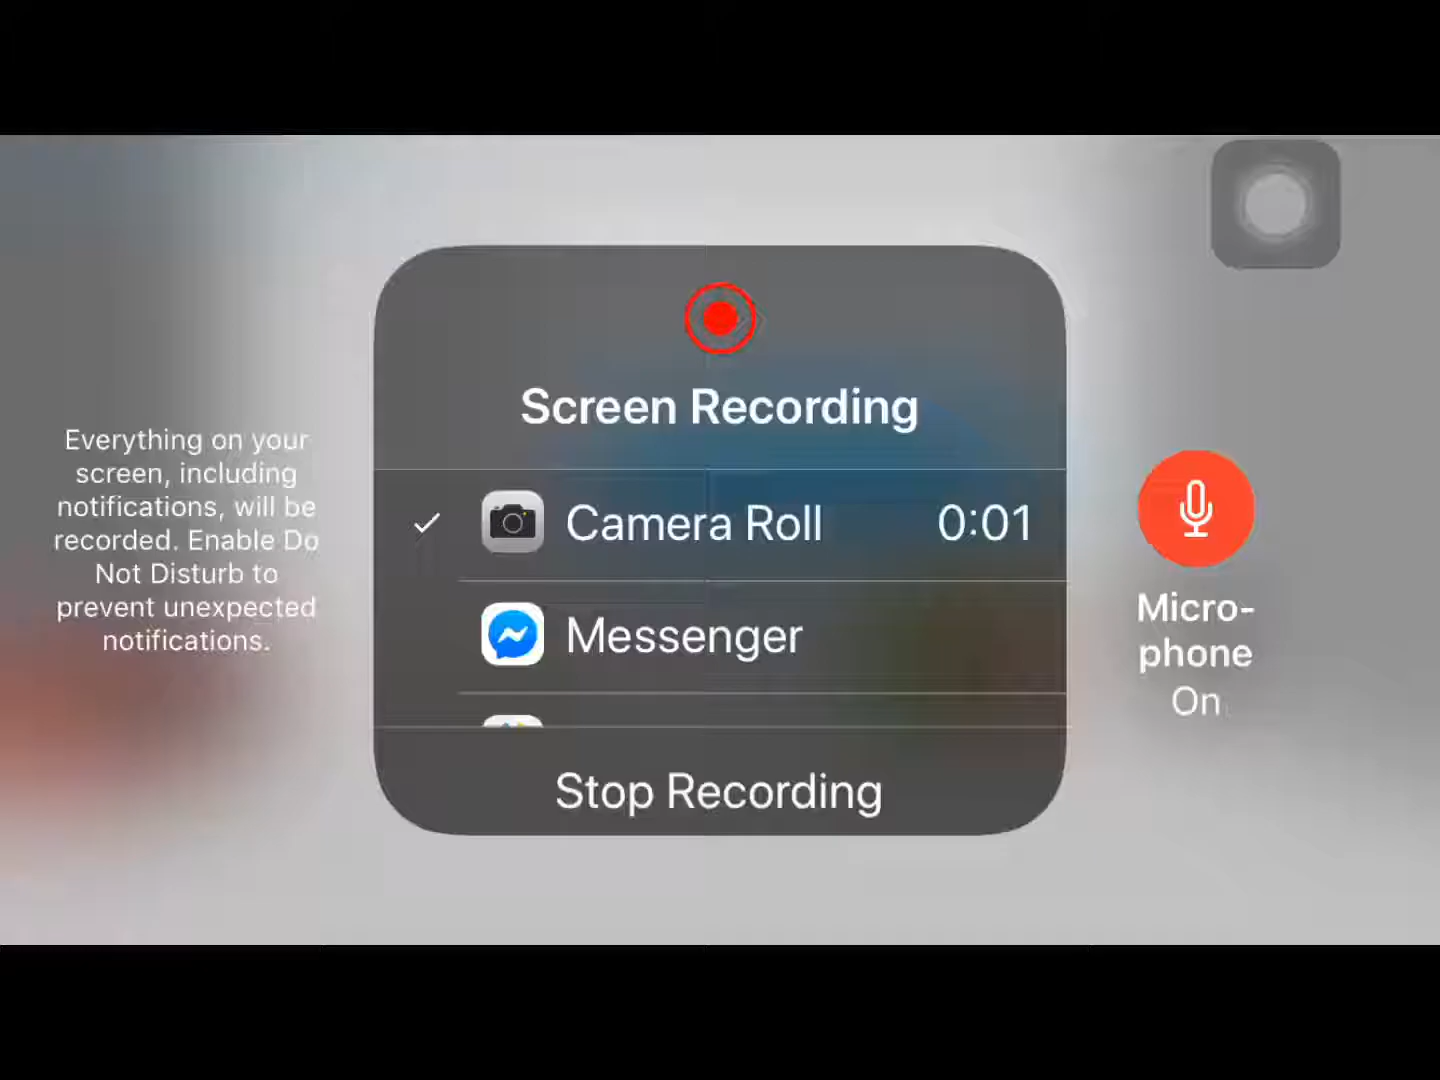 Everything on your
screen, including
notifications, will be
recorded. Enable Do
Not Disturb to
prevent unexpected
notifications.
Screen Recording
Camera Roll 0:01
Messenger
Stop Recording
Micro-
phone
On